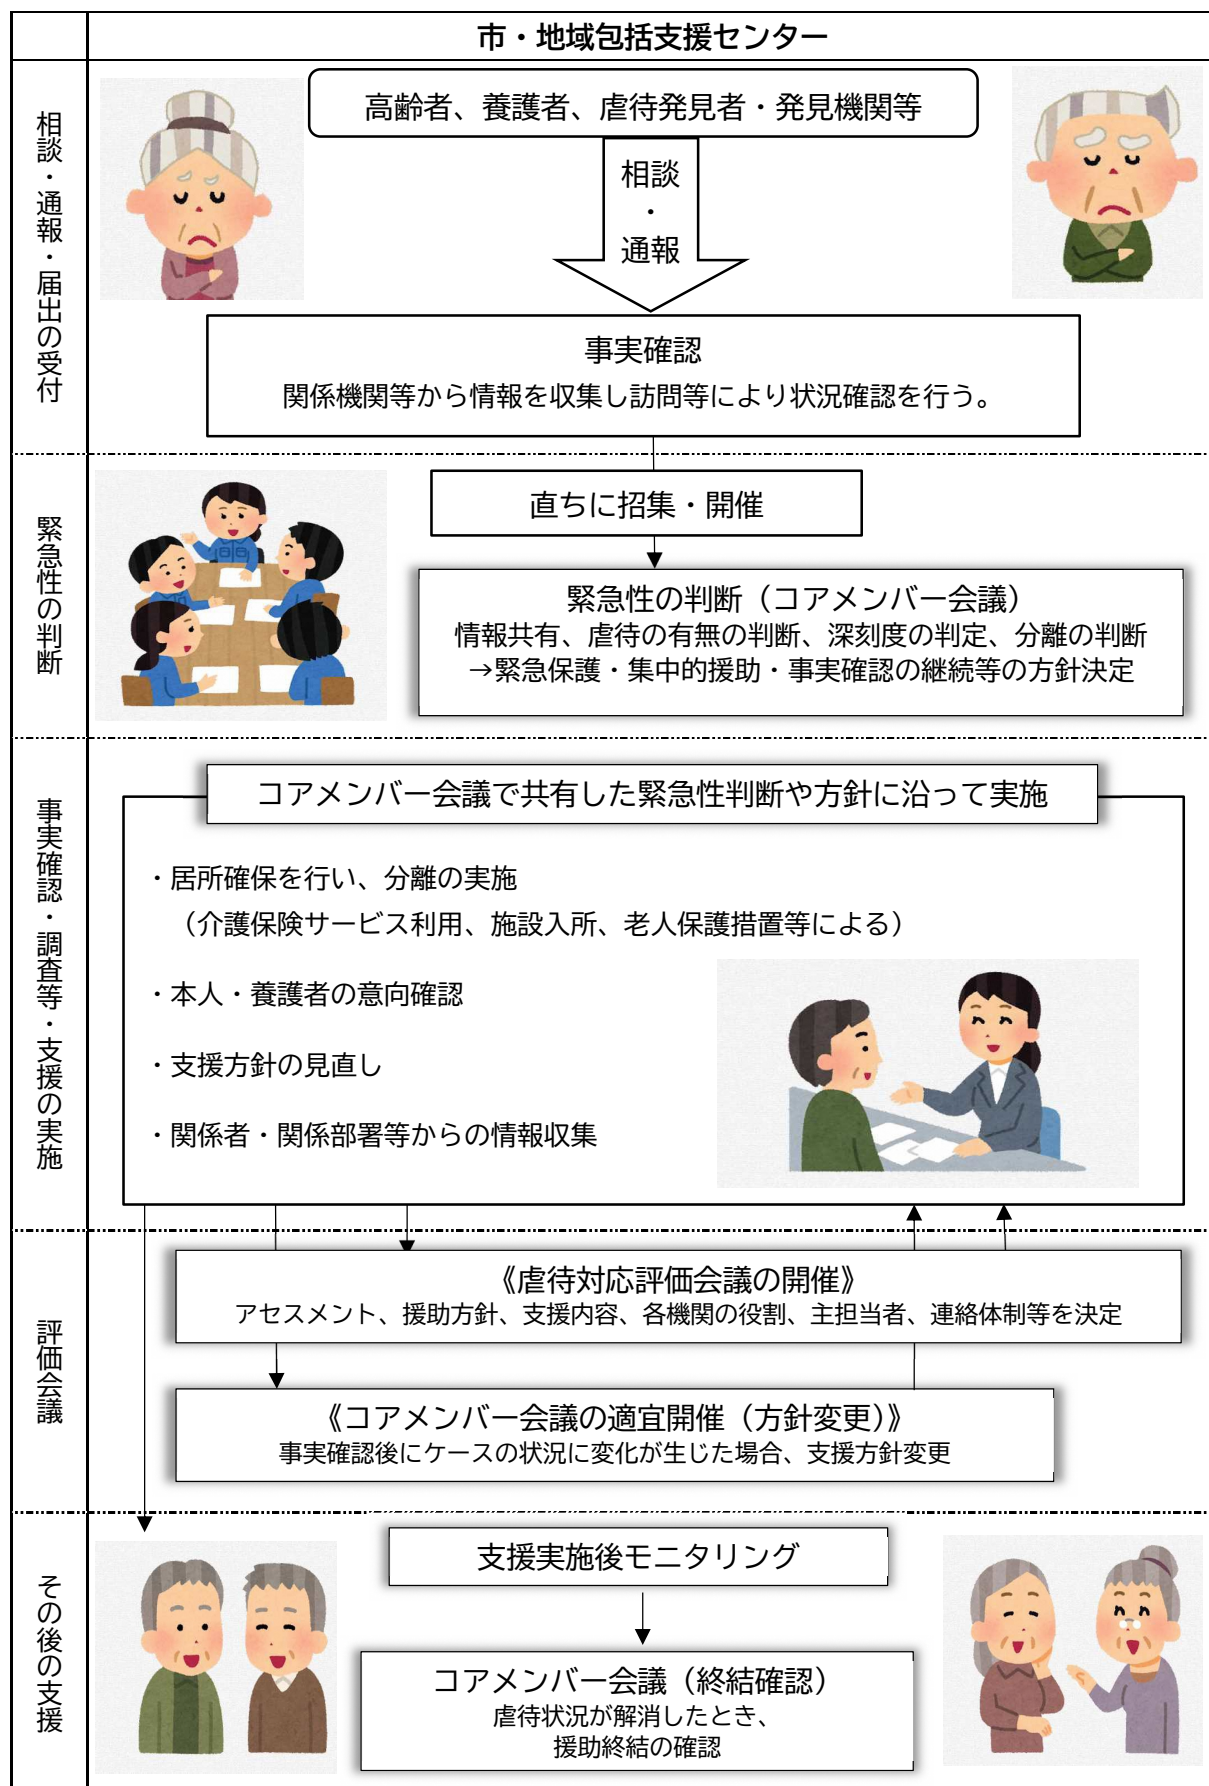 市・地域包括支援センター
相談・通報・届出の受付
高齢者、養護者、虐待発見者・発見機関等
相談
・
通報
事実確認
関係機関等から情報を収集し訪問等により状況確認を行う。
緊急性の判断
直ちに招集・開催
緊急性の判断（コアメンバー会議）
情報共有、虐待の有無の判断、深刻度の判定、分離の判断
→緊急保護・集中的援助・事実確認の継続等の方針決定
事実確認・調査等・支援の実施
コアメンバー会議で共有した緊急性判断や方針に沿って実施
・居所確保を行い、分離の実施
（介護保険サービス利用、施設入所、老人保護措置等による）
・本人・養護者の意向確認
・支援方針の見直し
・関係者・関係部署等からの情報収集
評価会議
《虐待対応評価会議の開催》
アセスメント、援助方針、支援内容、各機関の役割、主担当者、連絡体制等を決定
《コアメンバー会議の適宜開催（方針変更）》
事実確認後にケースの状況に変化が生じた場合、支援方針変更
その後の支援
支援実施後モニタリング
コアメンバー会議（終結確認）
虐待状況が解消したとき、
援助終結の確認